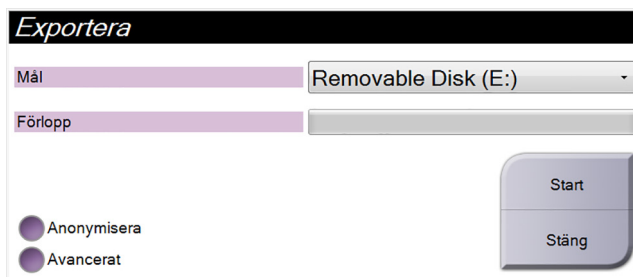 Exportera
Mål
Removable Disk (E:)
Förlopp
Start
Anonymisera
Stäng
Avancerat